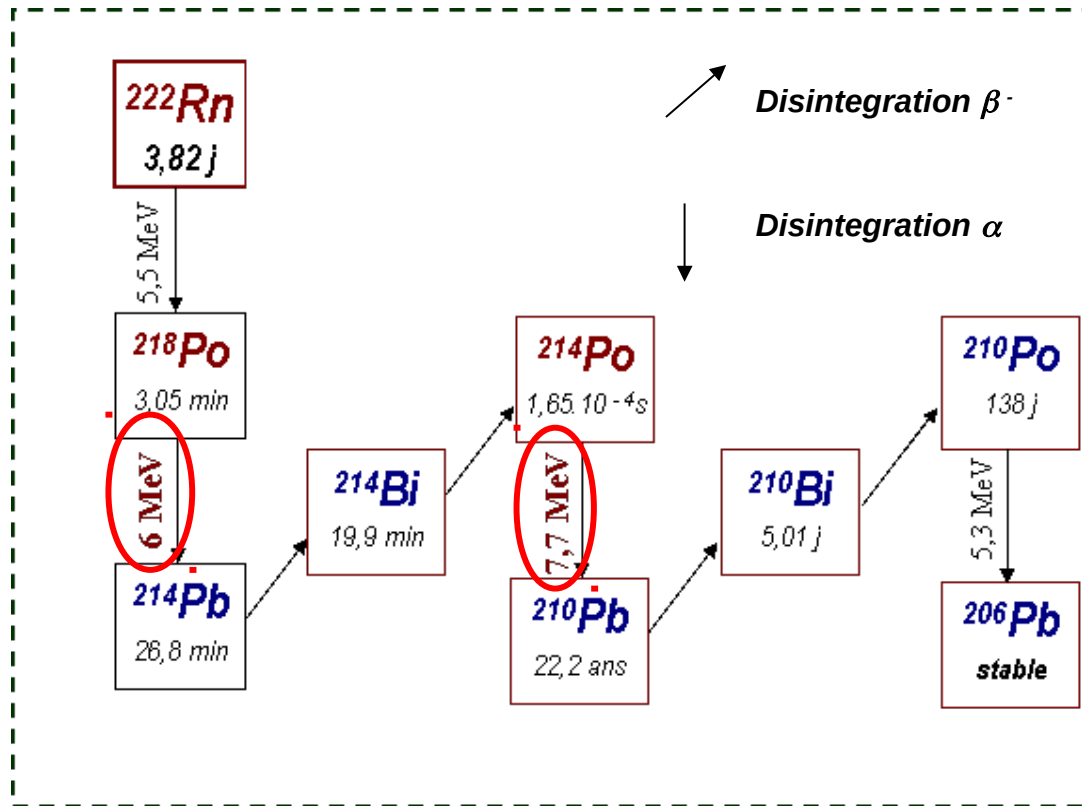 222Rn
3,82 j
Disintegration β-
Disintegration α
5,5 MeV
218Po
3,05 min
214Po
1,65.10-4s
210Po
138 j
6 MeV
214Bi
19,9 min
7,7 MeV
210Bi
5,01 j
5,3 MeV
214Pb
26,8 min
210Pb
22,2 ans
206Pb
stable